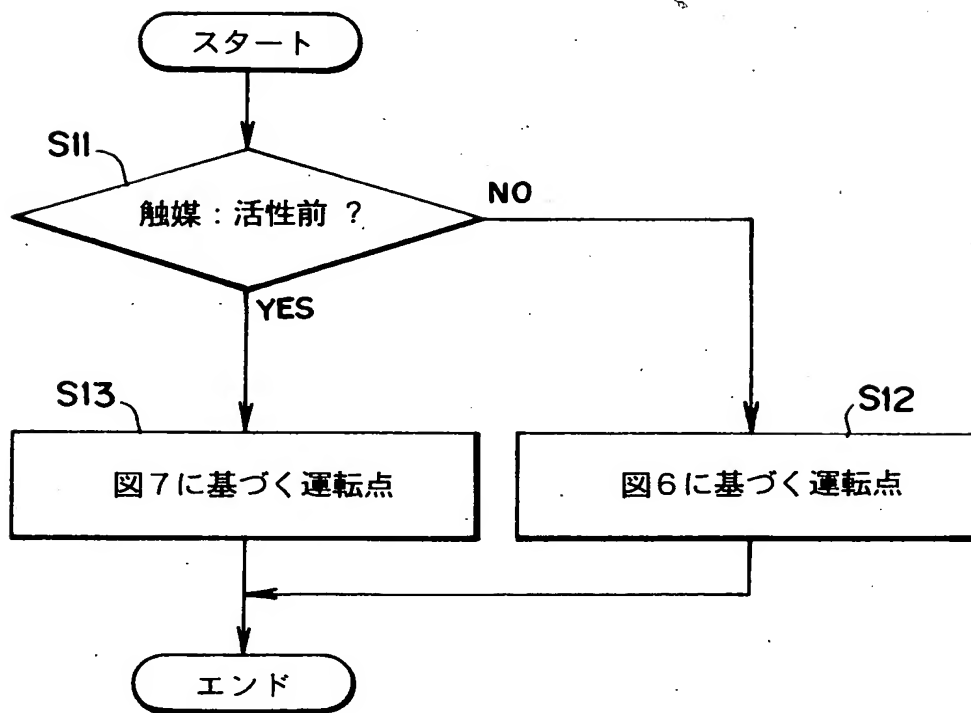 スタート
S11
触媒：活性前 ？
NO
YES
S13
S12
図7に基づく運転点
図6に基づく運転点
エンド